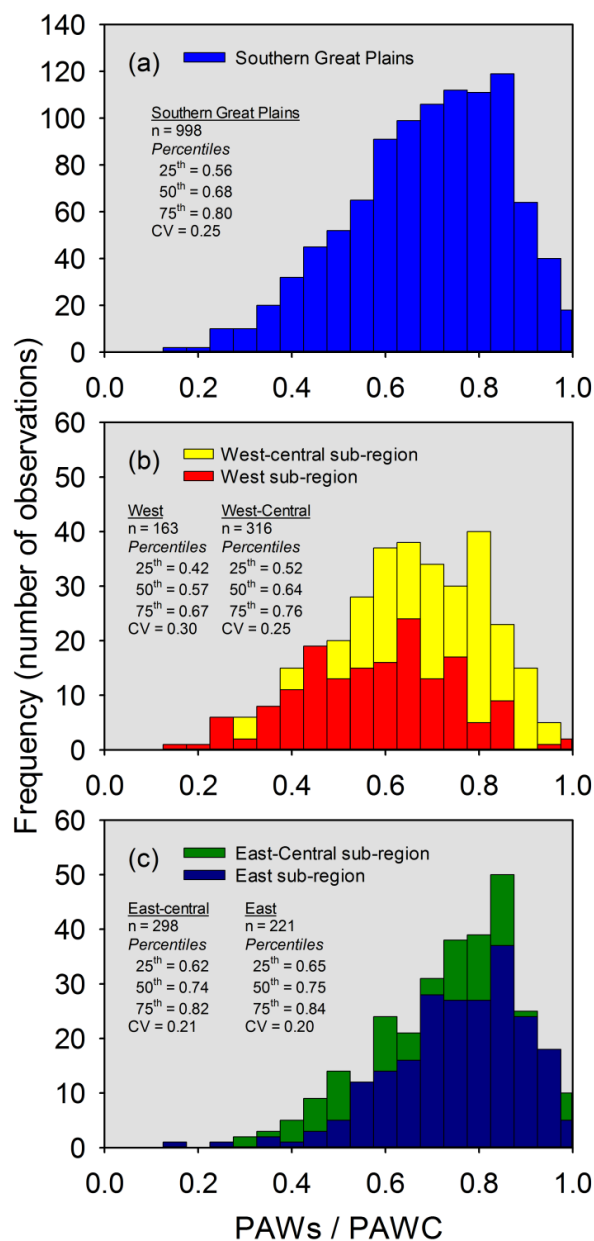 Frequency (number of observations)
140
120
100
80
60
40
20
0
(a)
Southern Great Plains
Southern Great Plains
n = 998
Percentiles
25th = 0.56
50th = 0.68
75th = 0.80
CV = 0.25
0.0 0.2 0.4 0.6 0.8 1.0
60
50
40
30
20
10
0
(b)
West-central sub-region
West sub-region
West West-Central
n = 163 n = 316
Percentiles Percentiles
25th = 0.42 25th = 0.52
50th = 0.57 50th = 0.64
75th = 0.67 75th = 0.76
CV = 0.30 CV = 0.25
0.0 0.2 0.4 0.6 0.8 1.0
60
50
40
30
20
10
0
(c)
East-Central sub-region
East sub-region
East-central East
n = 298 n = 221
Percentiles Percentiles
25th = 0.62 25th = 0.65
50th = 0.74 50th = 0.75
75th = 0.82 75th = 0.84
CV = 0.21 CV = 0.20
0.0 0.2 0.4 0.6 0.8 1.0
PAWs / PAWC